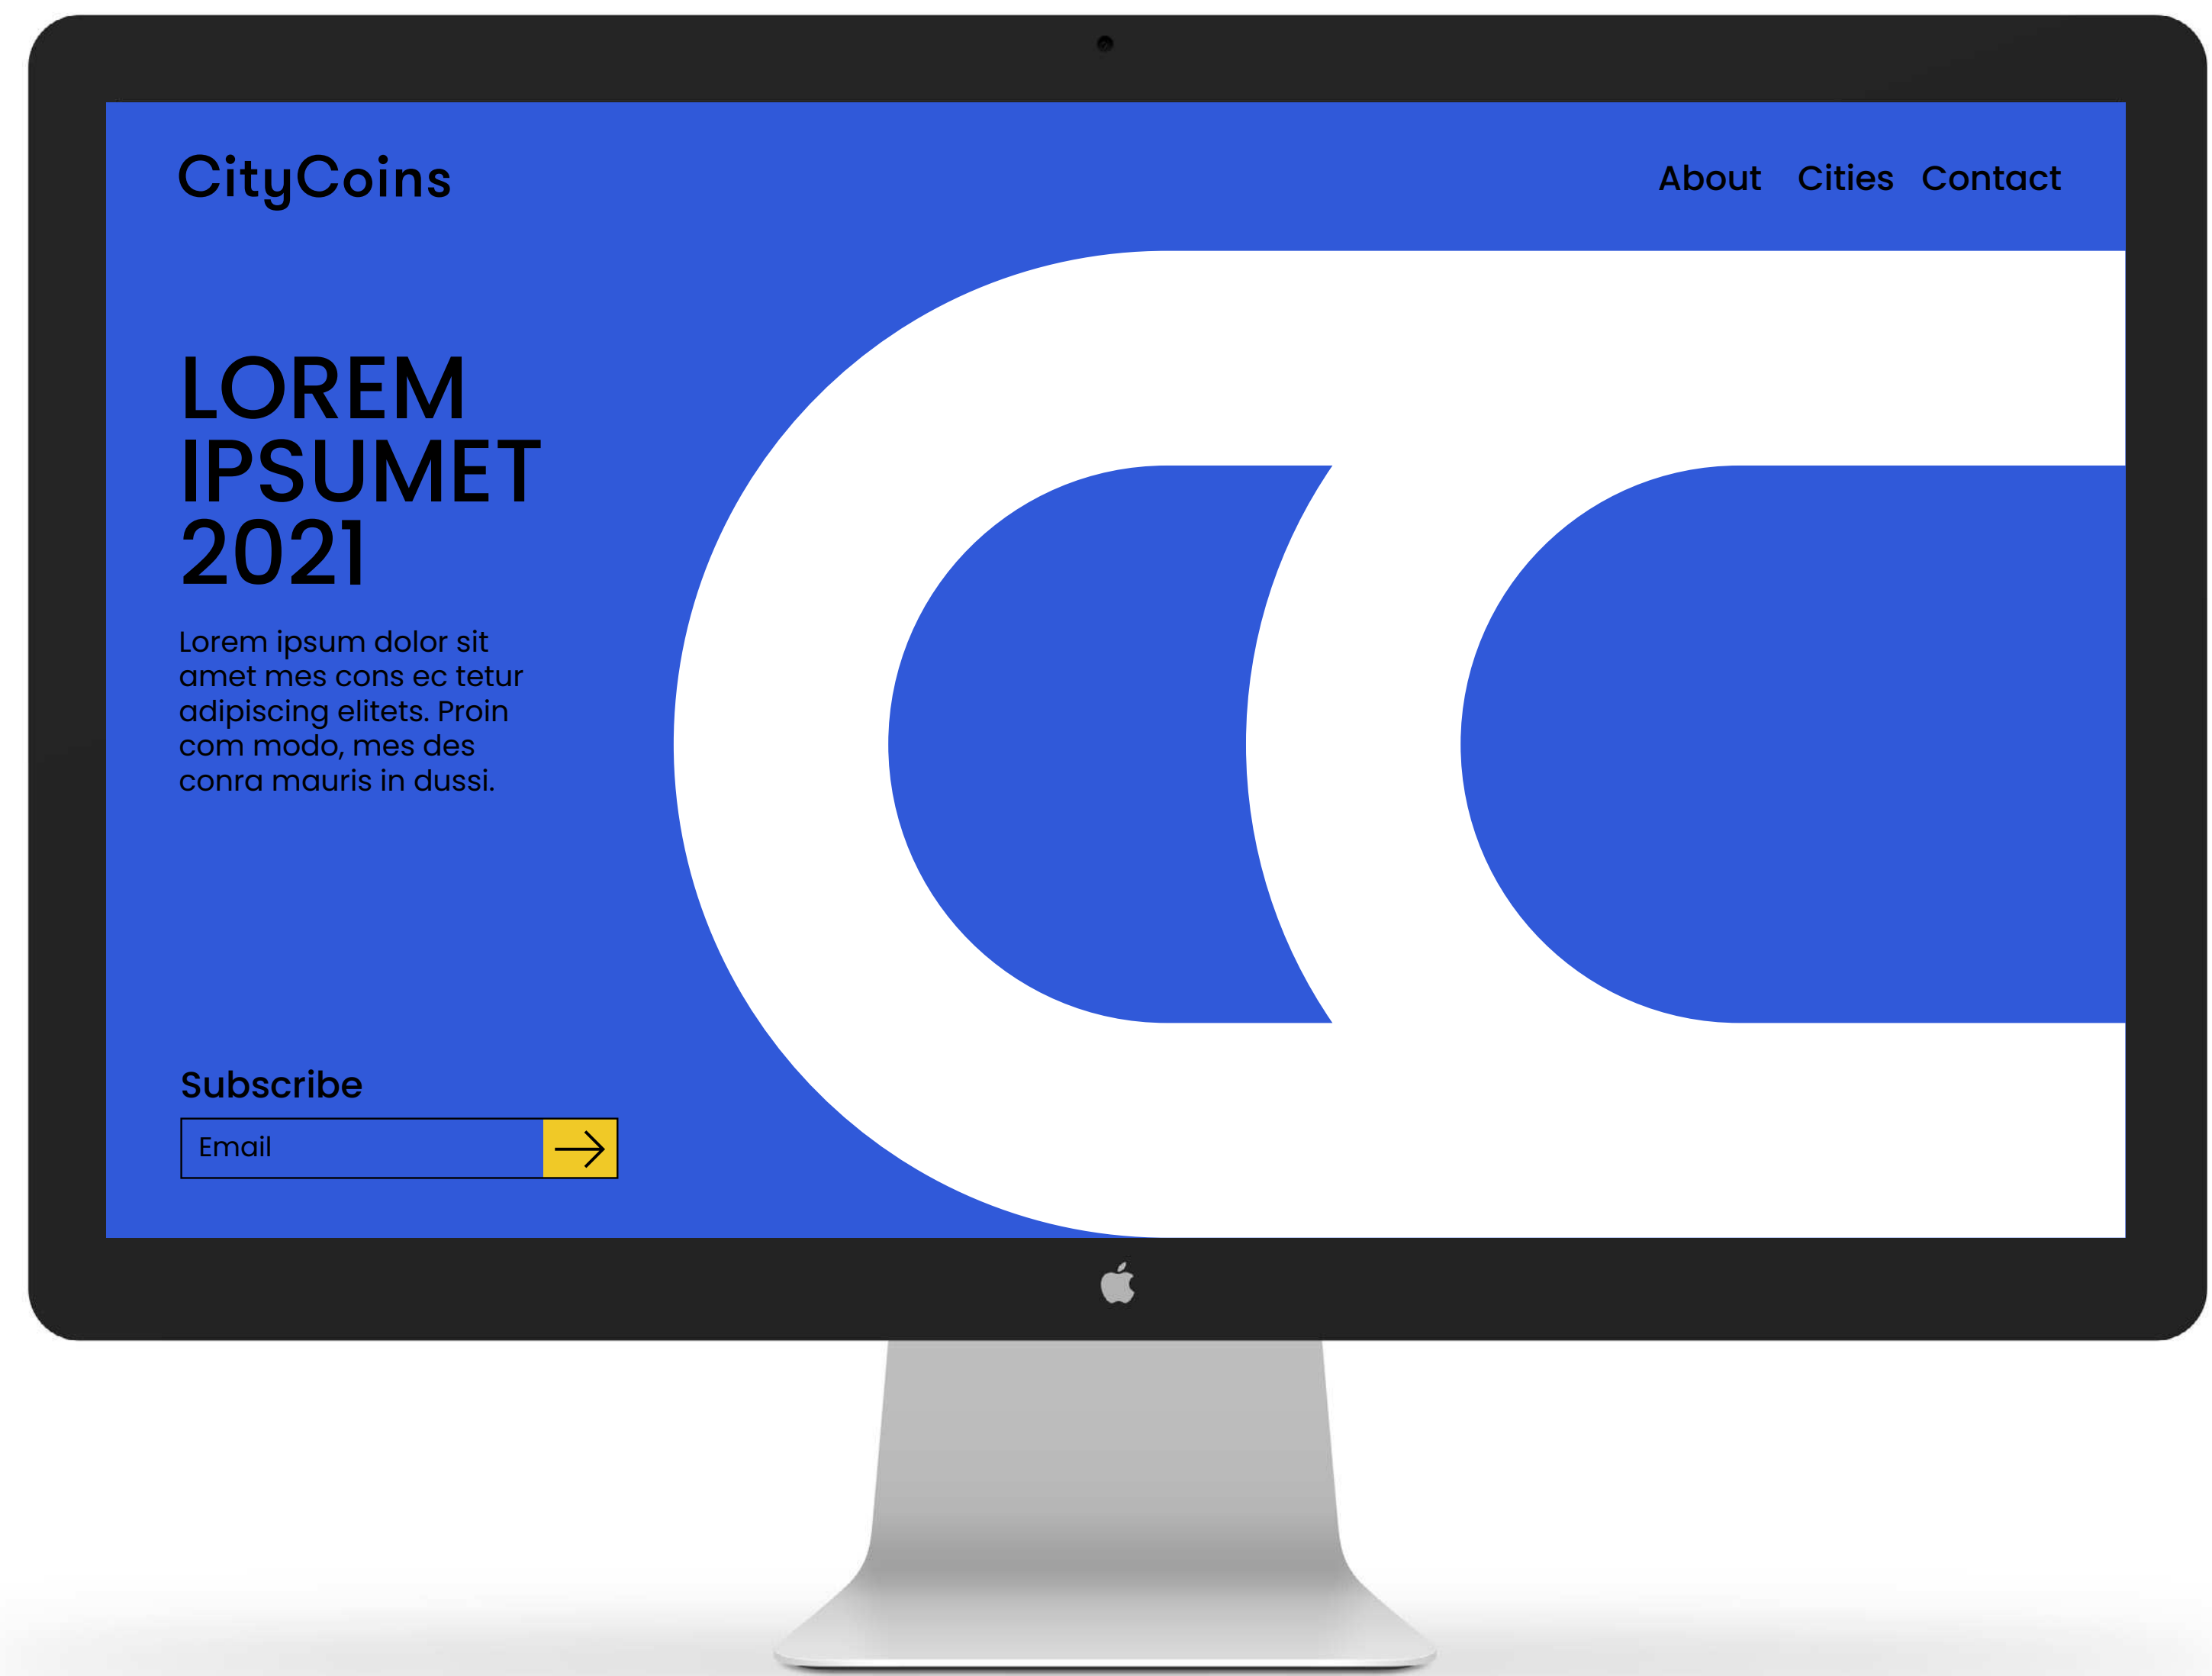 CityCoins
About Cities Contact
LOREM
IPSUMET
2021
Lorem ipsum dolor sit
amet mes cons ec tetur
adipiscing elitets. Proin
com modo, mes des
conra mauris in dussi.
Subscribe
Email